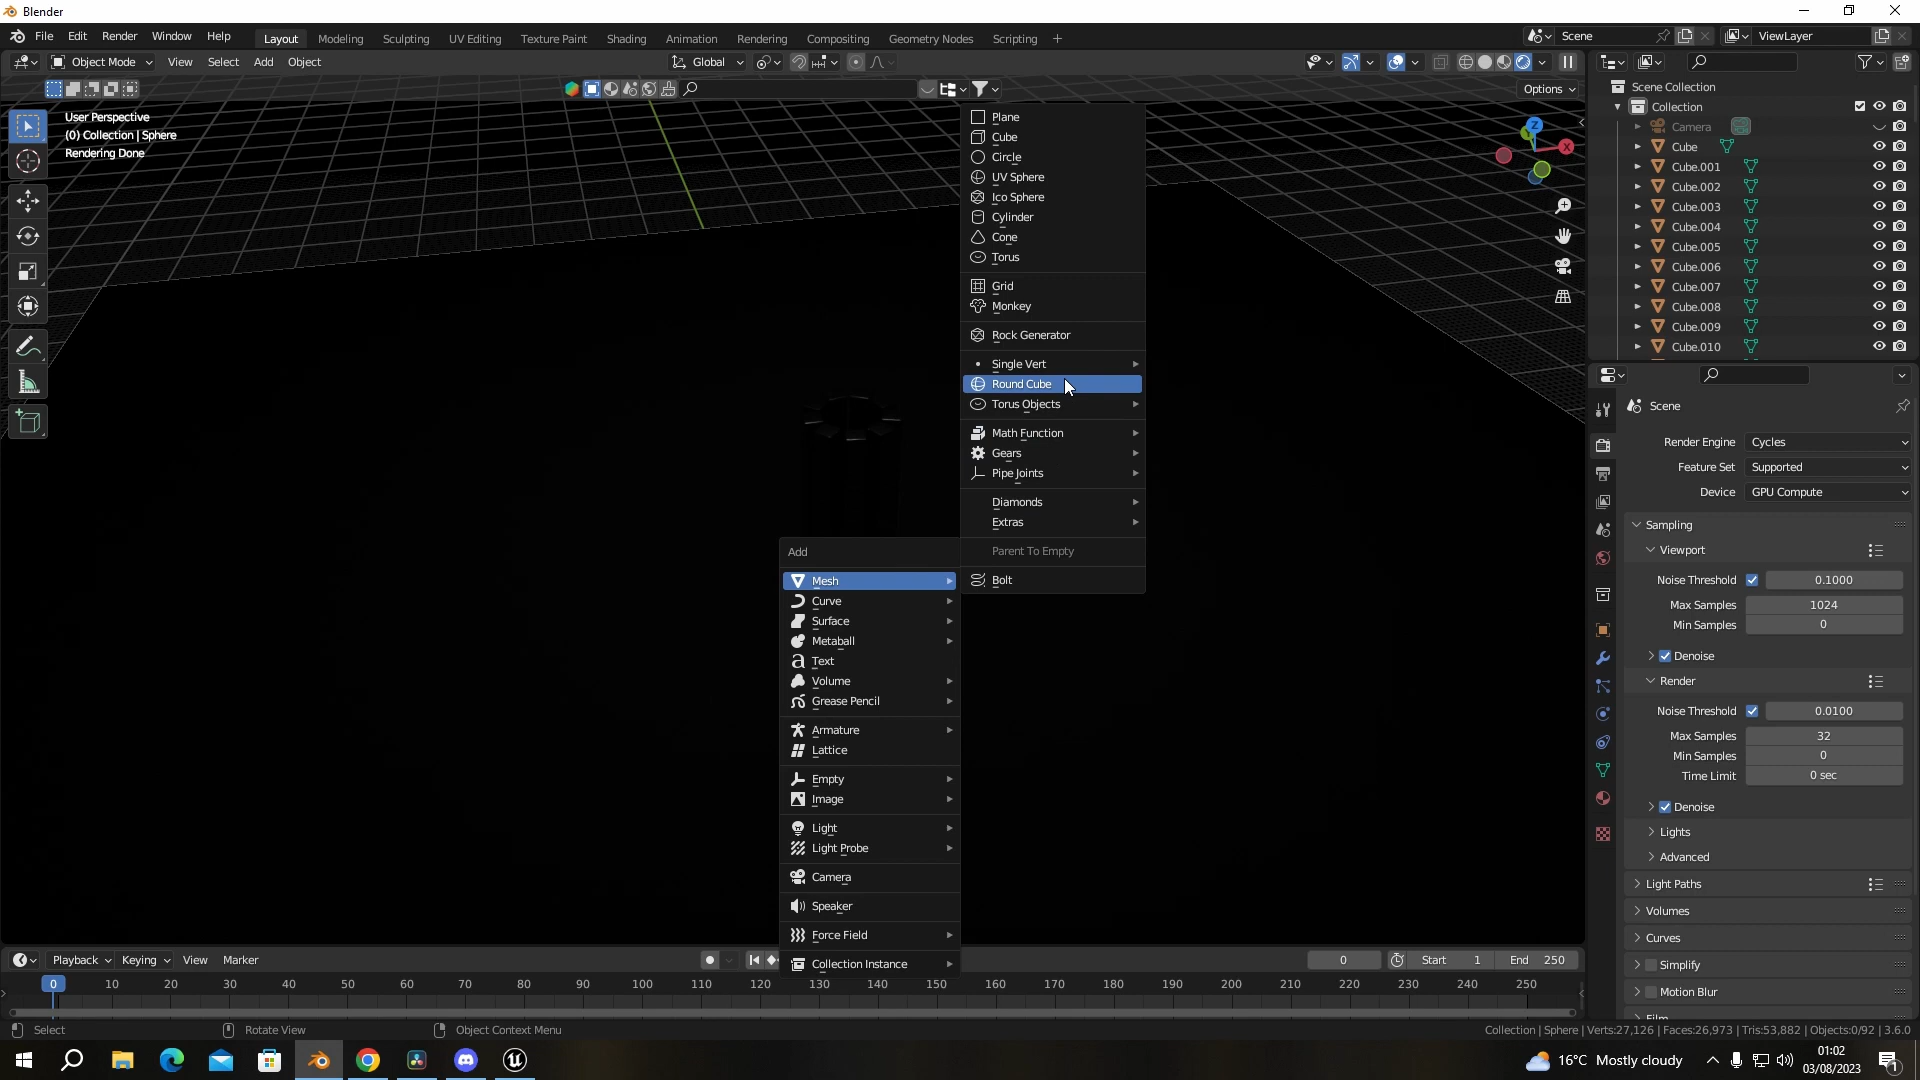 Blender
File Edit Render Window Help Layout Modeling Sculpting UV Editing Texture Paint Shading Animation Rendering Compositing Geometry Nodes Scripting + Scene ViewLayer
Object Mode View Select Add Object Global
Options
User Perspective
(0) Collection | Sphere
Rendering Done
Z
Y
X
Plane
Cube
Circle
UV Sphere
Ico Sphere
Cylinder
Cone
Torus
Grid
Monkey
Rock Generator
Single Vert
Round Cube
Torus Objects
Math Function
Gears
Pipe Joints
Diamonds
Extras
Parent To Empty
Bolt
Add
Mesh
Curve
Surface
Metaball
Text
Volume
Grease Pencil
Armature
Lattice
Empty
Image
Light
Light Probe
Camera
Speaker
Force Field
Collection Instance
Scene Collection
Collection
Camera
Cube
Cube.001
Cube.002
Cube.003
Cube.004
Cube.005
Cube.006
Cube.007
Cube.008
Cube.009
Cube.010
Scene
Render Engine Cycles
Feature Set Supported
Device GPU Compute
Sampling
Viewport
Noise Threshold 0.1000
Max Samples 1024
Min Samples 0
Denoise
Render
Noise Threshold 0.0100
Max Samples 32
Min Samples 0
Time Limit 0 sec
Denoise
Lights
Advanced
Light Paths
Volumes
Curves
Simplify
Motion Blur
Film
Playback Keying View Marker 0 Start 1 End 250
0 10 20 30 40 50 60 70 80 90 100 110 120 130 140 150 160 170 180 190 200 210 220 230 240 250
Select Rotate View Object Context Menu Collection | Sphere | Verts:27,126 | Faces:26,973 | Tris:53,882 | Objects:0/92 | 3.6.0
16°C Mostly cloudy 01:02
03/08/2023
1